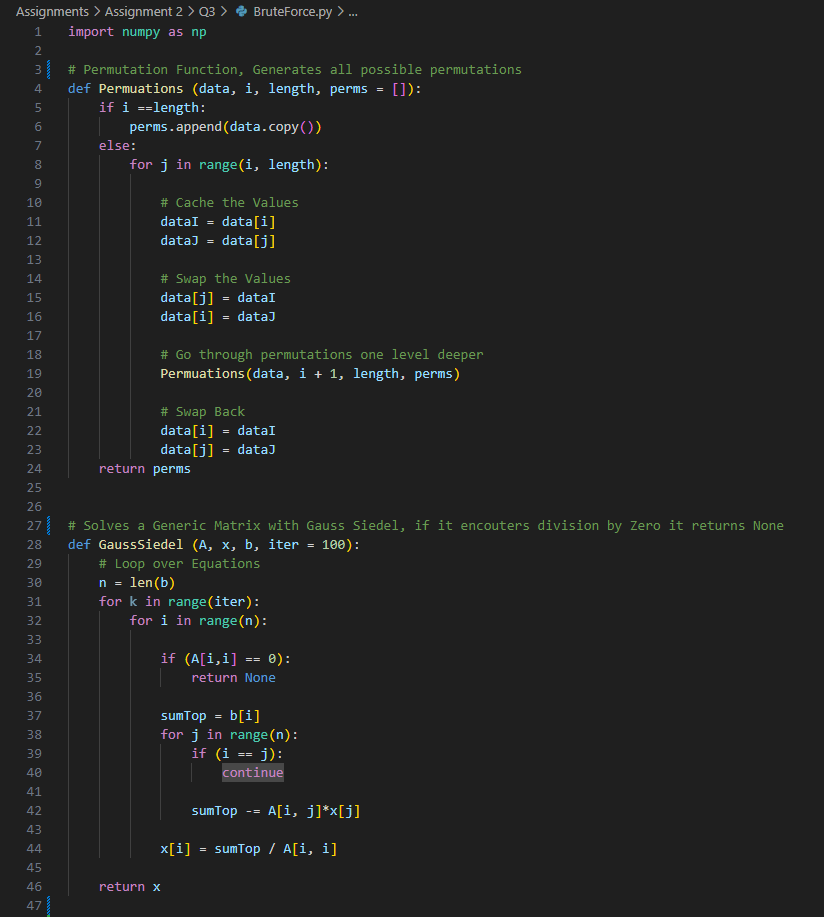 Assignments > Assignment 2 > Q3 > BruteForce.py > ...
1 import numpy as np
2
3 # Permutation Function, Generates all possible permutations
4 def Permuations (data, i, length, perms = []):
5     if i ==length:
6         perms.append(data.copy())
7     else:
8         for j in range(i, length):
9
10             # Cache the Values
11             dataI = data[i]
12             dataJ = data[j]
13
14             # Swap the Values
15             data[j] = dataI
16             data[i] = dataJ
17
18             # Go through permutations one level deeper
19             Permuations(data, i + 1, length, perms)
20
21             # Swap Back
22             data[i] = dataI
23             data[j] = dataJ
24     return perms
25
26
27 # Solves a Generic Matrix with Gauss Siedel, if it encouters division by Zero it returns None
28 def GaussSiedel (A, x, b, iter = 100):
29     # Loop over Equations
30     n = len(b)
31     for k in range(iter):
32         for i in range(n):
33
34             if (A[i,i] == 0):
35                 return None
36
37             sumTop = b[i]
38             for j in range(n):
39                 if (i == j):
40                     continue
41
42                 sumTop -= A[i, j]*x[j]
43
44             x[i] = sumTop / A[i, i]
45
46     return x
47